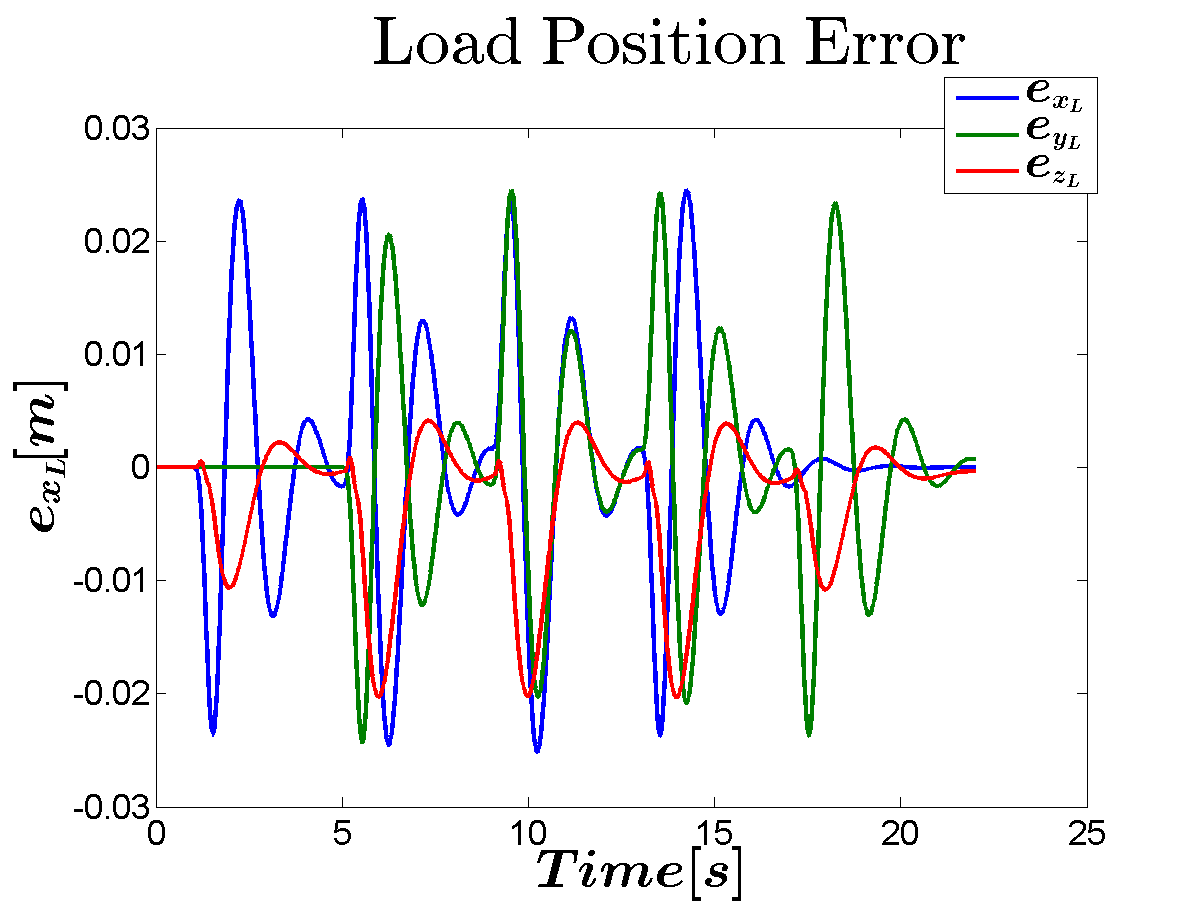 Load Position Error
e_{x_L}
e_{y_L}
e_{z_L}
0.03
0.02
0.01
0
-0.01
-0.02
-0.03
e_{x_L}[m]
0 5 10 15 20 25
Time[s]